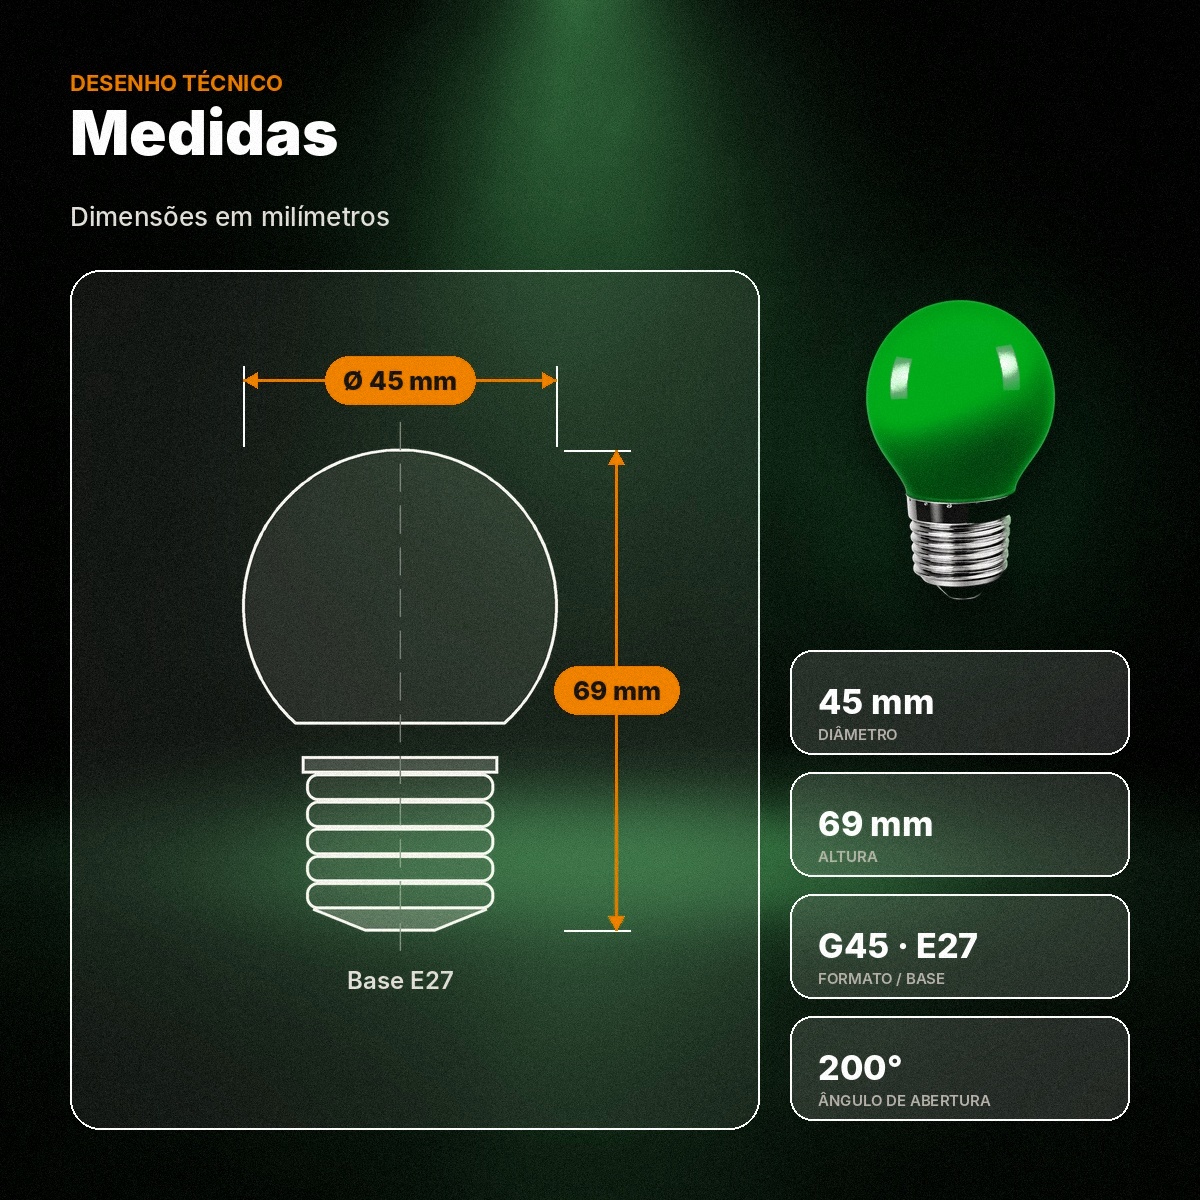 DESENHO TÉCNICO
Medidas
Dimensões em milímetros
Ø 45 mm
69 mm
Base E27
45 mm
DIÂMETRO
69 mm
ALTURA
G45 · E27
FORMATO / BASE
200°
ÂNGULO DE ABERTURA